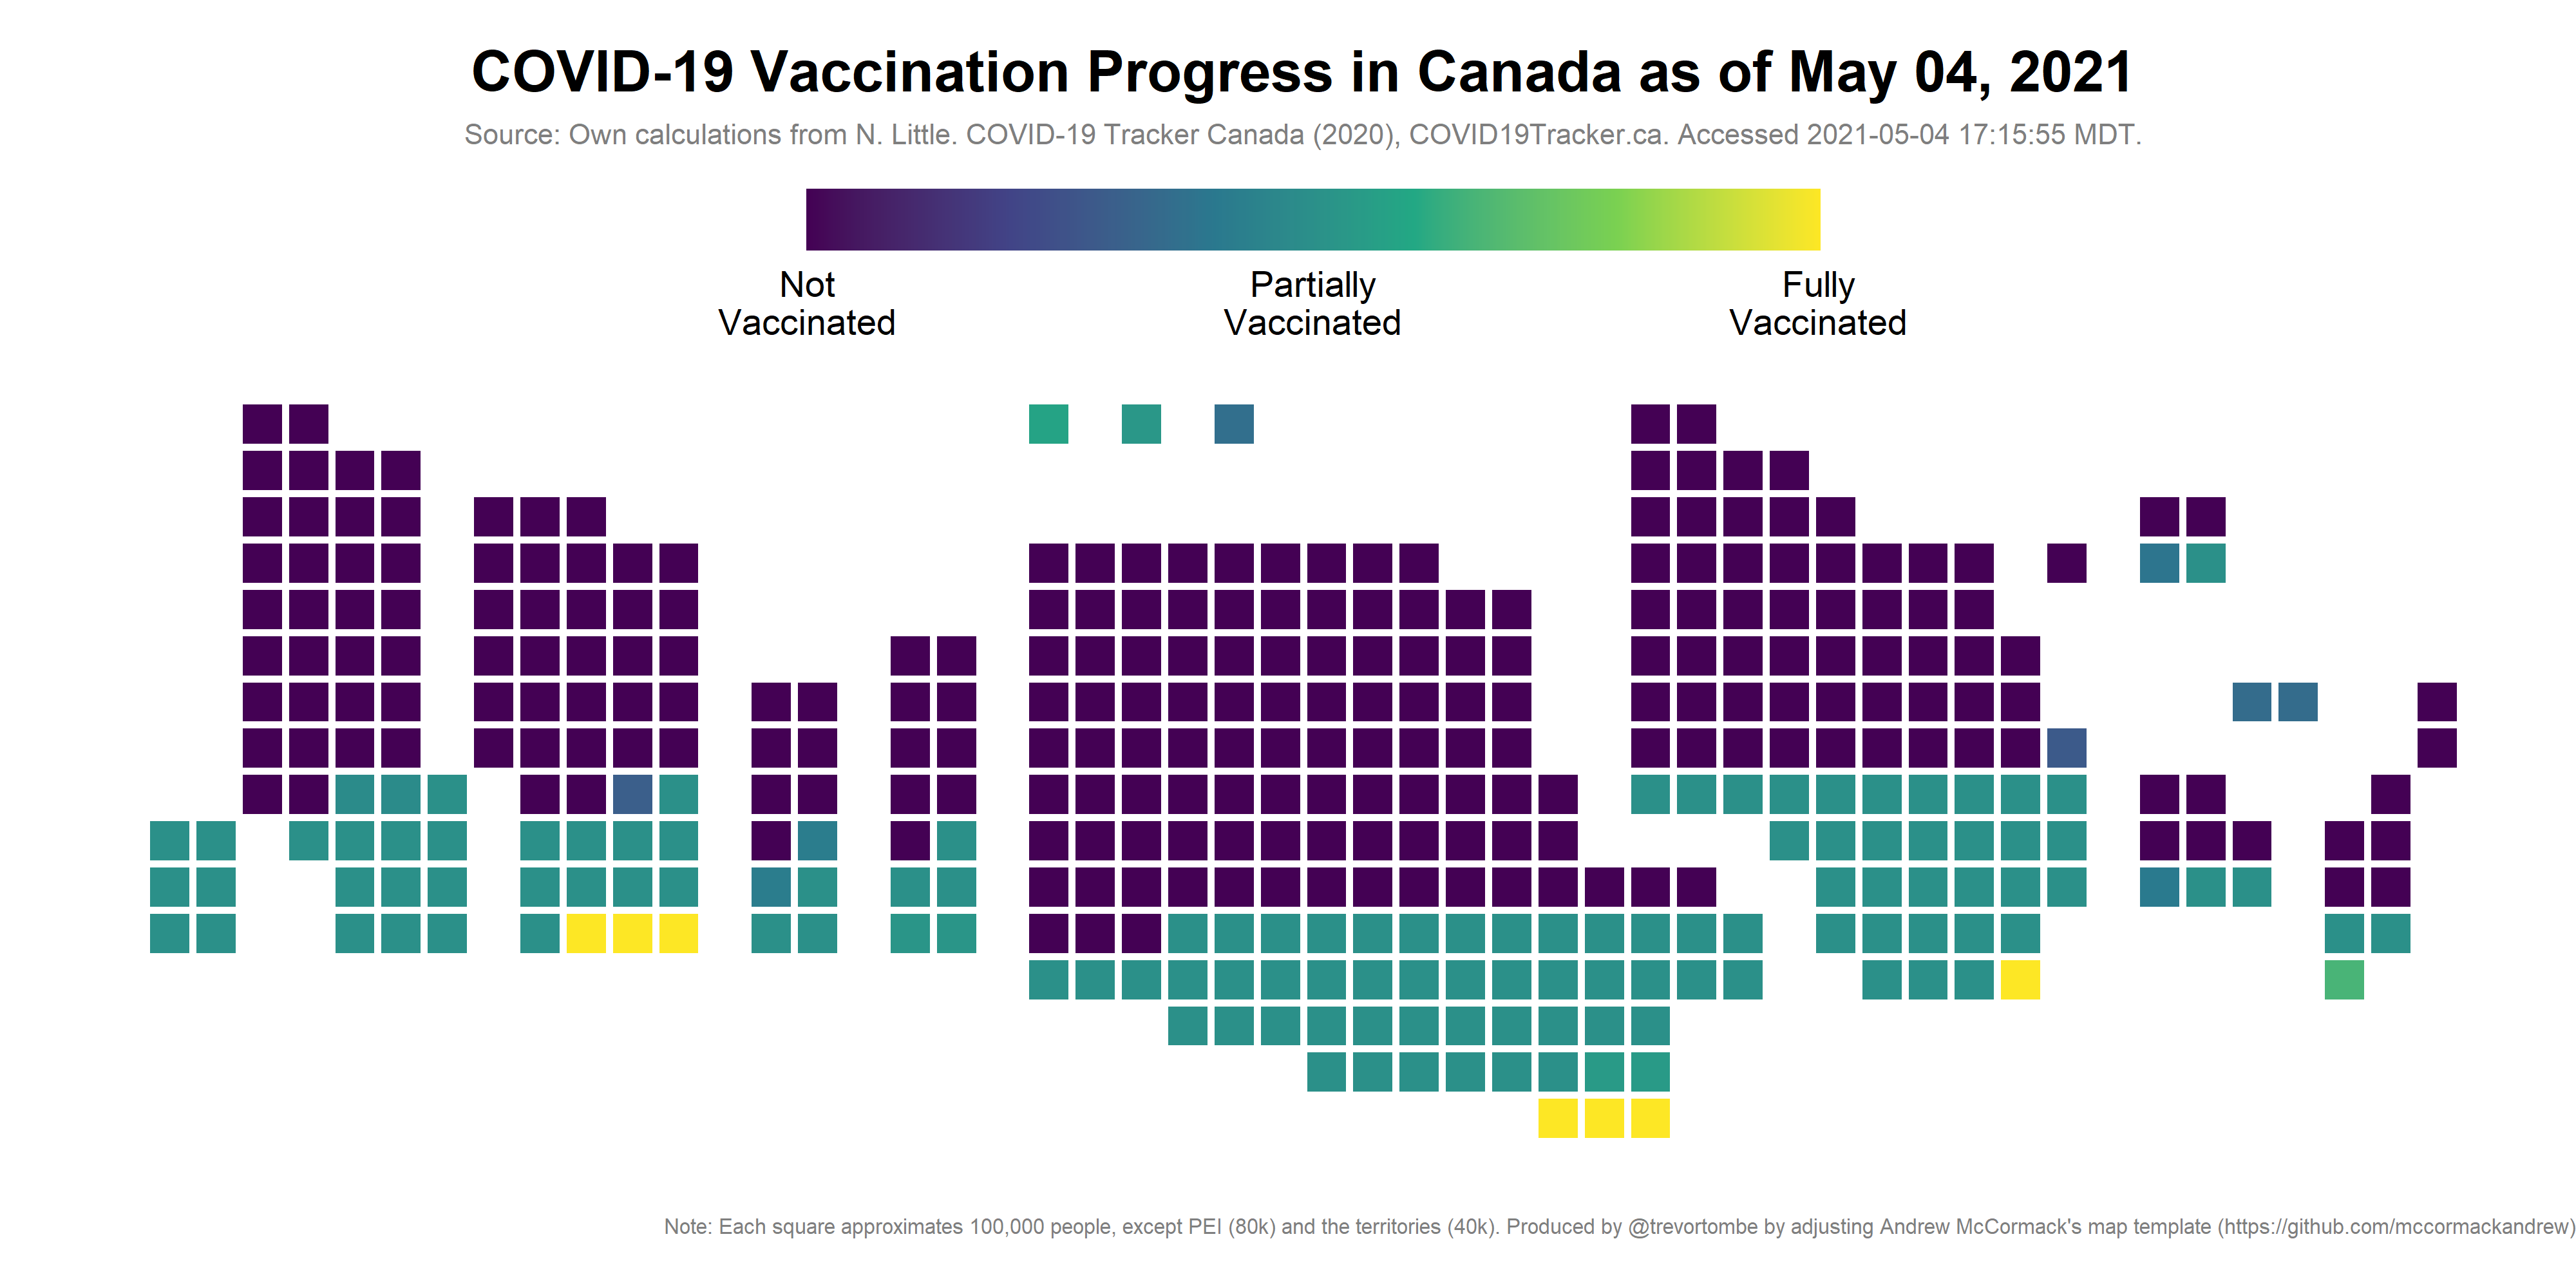 COVID-19 Vaccination Progress in Canada as of May 04, 2021
Source: Own calculations from N. Little. COVID-19 Tracker Canada (2020), COVID19Tracker.ca. Accessed 2021-05-04 17:15:55 MDT.
Not
Vaccinated
Partially
Vaccinated
Fully
Vaccinated
Note: Each square approximates 100,000 people, except PEI (80k) and the territories (40k). Produced by @trevortombe by adjusting Andrew McCormack's map template (https://github.com/mccormackandrew)